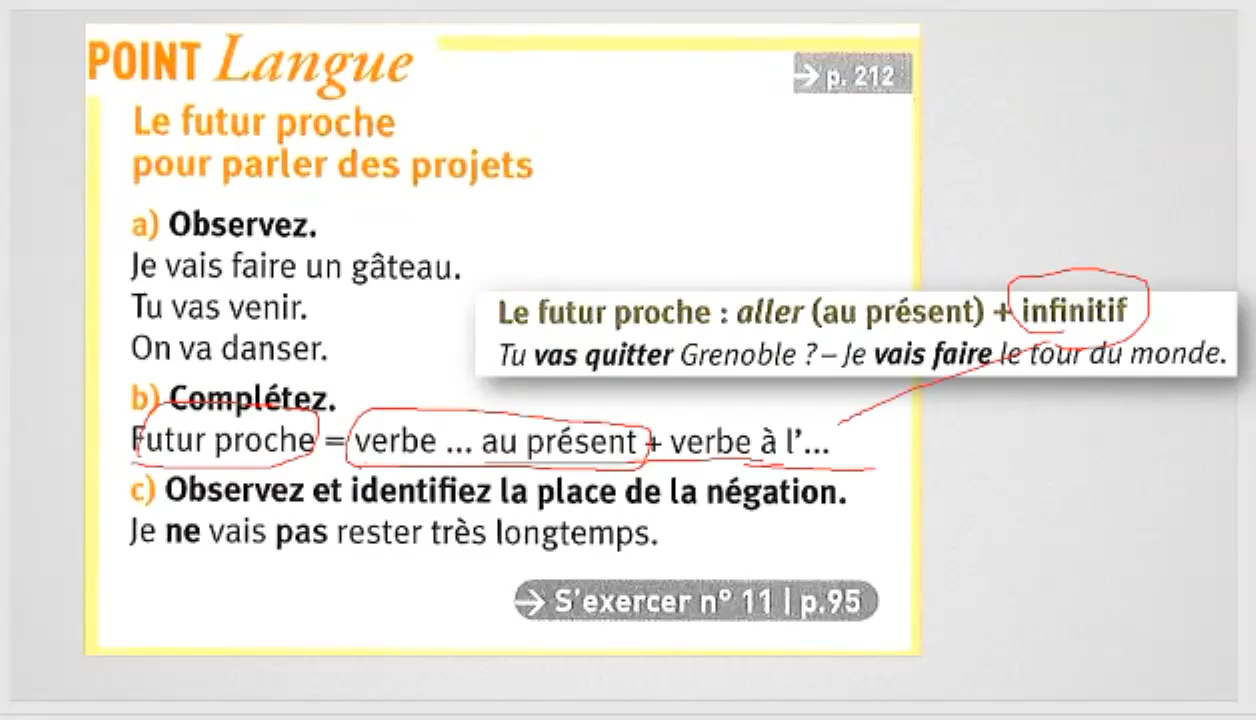 POINT Langue
→ p. 212
Le futur proche
pour parler des projets
a) Observez.
Je vais faire un gâteau.
Tu vas venir.
On va danser.
Le futur proche : aller (au présent) + infinitif
Tu vas quitter Grenoble ? – Je vais faire le tour du monde.
b) Complétez.
Futur proche = verbe ... au présent + verbe à l'...
c) Observez et identifiez la place de la négation.
Je ne vais pas rester très longtemps.
→ S'exercer n° 11 | p.95